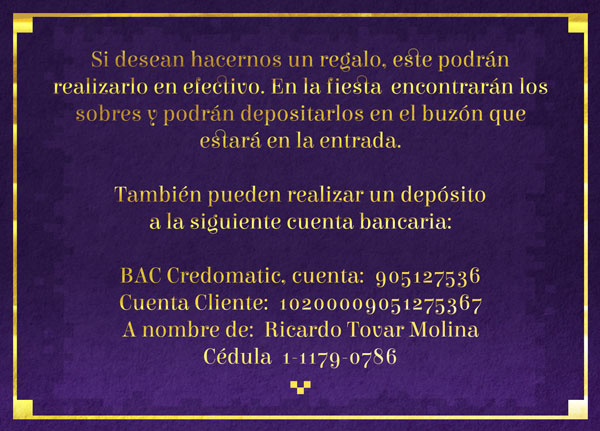 Si desean hacernos un regalo, este podrán
realizarlo en efectivo. En la fiesta encontrarán los
sobres y podrán depositarlos en el buzón que
estará en la entrada.
También pueden realizar un depósito
a la siguiente cuenta bancaria:
BAC Credomatic, cuenta: 905127536
Cuenta Cliente: 10200009051275367
A nombre de: Ricardo Tovar Molina
Cédula 1-1179-0786